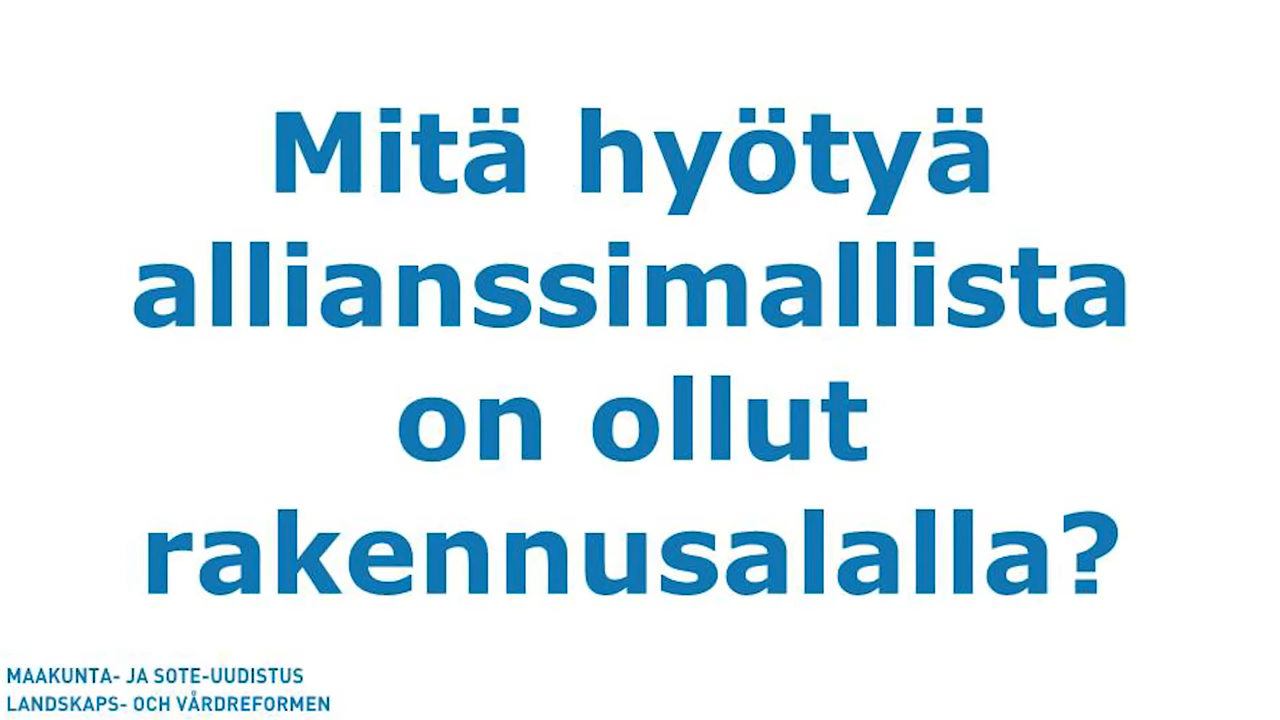 Mitä hyötyä
allianssimallista
on ollut
rakennusalalla?
MAAKUNTA- JA SOTE-UUDISTUS
LANDSKAPS- OCH VÅRDREFORMEN